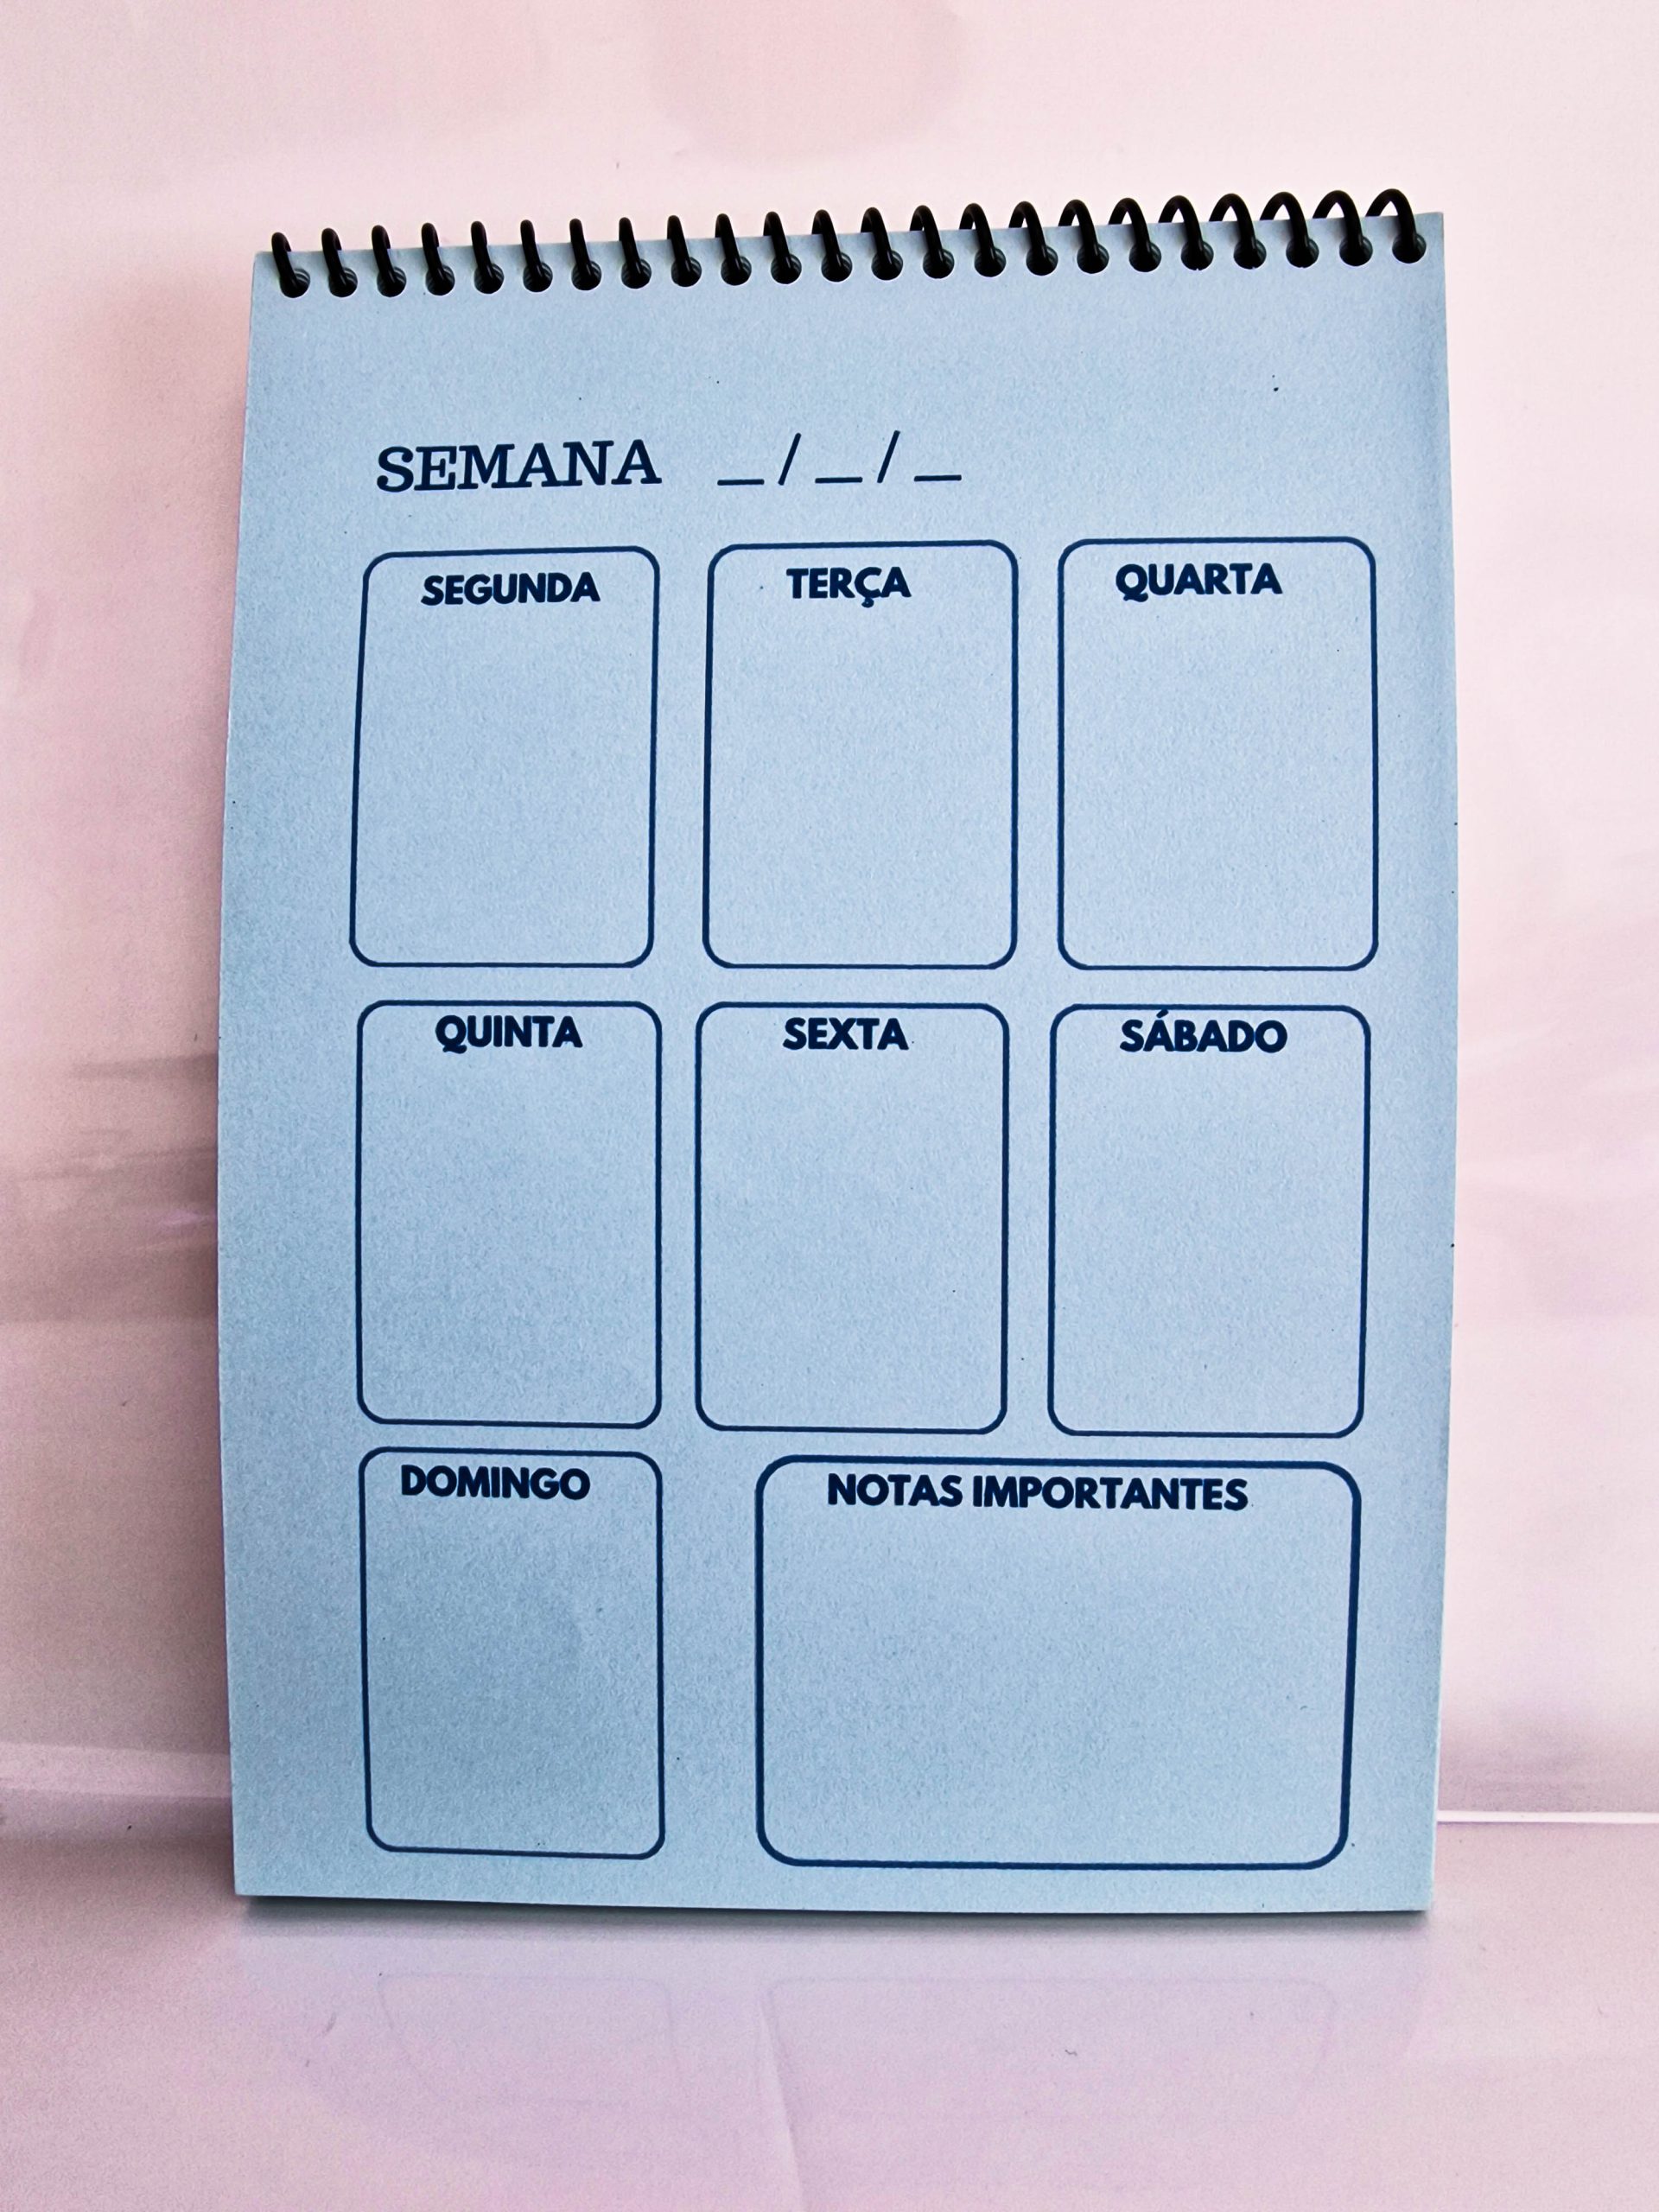 SEMANA _/_/_
SEGUNDA
TERÇA
QUARTA
QUINTA
SEXTA
SÁBADO
DOMINGO
NOTAS IMPORTANTES